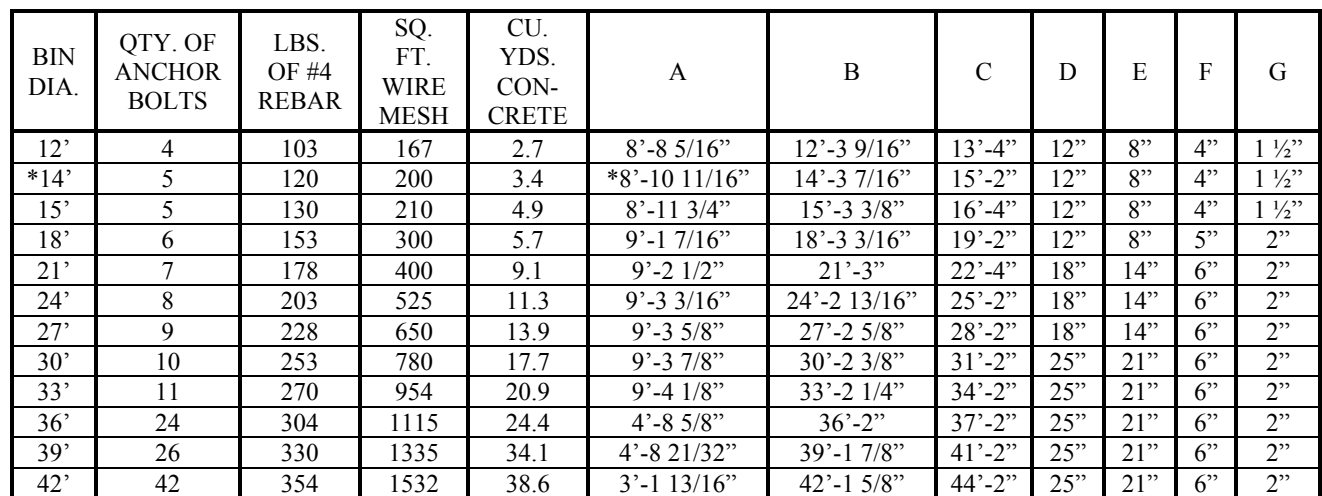 BIN DIA. QTY. OF ANCHOR BOLTS LBS. OF #4 REBAR SQ. FT. WIRE MESH CU. YDS. CON- CRETE A B C D E F G
12’ 4 103 167 2.7 8’-8 5/16” 12’-3 9/16” 13’-4” 12” 8” 4” 1 ½”
*14’ 5 120 200 3.4 *8’-10 11/16” 14’-3 7/16” 15’-2” 12” 8” 4” 1 ½”
15’ 5 130 210 4.9 8’-11 3/4” 15’-3 3/8” 16’-4” 12” 8” 4” 1 ½”
18’ 6 153 300 5.7 9’-1 7/16” 18’-3 3/16” 19’-2” 12” 8” 5” 2”
21’ 7 178 400 9.1 9’-2 1/2” 21’-3” 22’-4” 18” 14” 6” 2”
24’ 8 203 525 11.3 9’-3 3/16” 24’-2 13/16” 25’-2” 18” 14” 6” 2”
27’ 9 228 650 13.9 9’-3 5/8” 27’-2 5/8” 28’-2” 18” 14” 6” 2”
30’ 10 253 780 17.7 9’-3 7/8” 30’-2 3/8” 31’-2” 25” 21” 6” 2”
33’ 11 270 954 20.9 9’-4 1/8” 33’-2 1/4” 34’-2” 25” 21” 6” 2”
36’ 24 304 1115 24.4 4’-8 5/8” 36’-2” 37’-2” 25” 21” 6” 2”
39’ 26 330 1335 34.1 4’-8 21/32” 39’-1 7/8” 41’-2” 25” 21” 6” 2”
42’ 42 354 1532 38.6 3’-1 13/16” 42’-1 5/8” 44’-2” 25” 21” 6” 2”